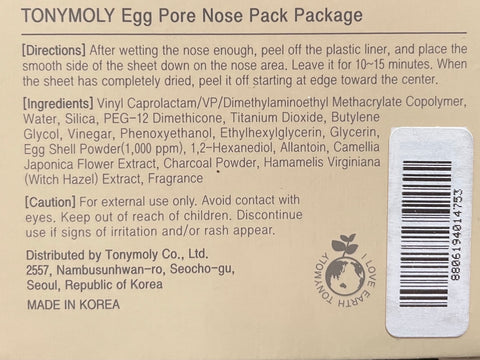 TONYMOLY Egg Pore Nose Pack Package
[Directions] After wetting the nose enough, peel off the plastic liner, and place the
smooth side of the sheet down on the nose area. Leave it for 10~15 minutes. When
the sheet has completely dried, peel it off starting at edge toward the center.
[Ingredients] Vinyl Caprolactam/VP/Dimethylaminoethyl Methacrylate Copolymer,
Water, Silica, PEG-12 Dimethicone, Titanium Dioxide, Butylene
Glycol, Vinegar, Phenoxyethanol, Ethylhexylglycerin, Glycerin,
Egg Shell Powder(1,000 ppm), 1,2-Hexanediol, Allantoin, Camellia
Japonica Flower Extract, Charcoal Powder, Hamamelis Virginiana
(Witch Hazel) Extract, Fragrance
[Caution] For external use only. Avoid contact with
eyes. Keep out of reach of children. Discontinue
use if signs of irritation and/or rash appear.
Distributed by Tonymoly Co., Ltd.
2557, Nambusunhwan-ro, Seocho-gu,
Seoul, Republic of Korea
MADE IN KOREA
TONYMOLY I LOVE EARTH
8806194014753